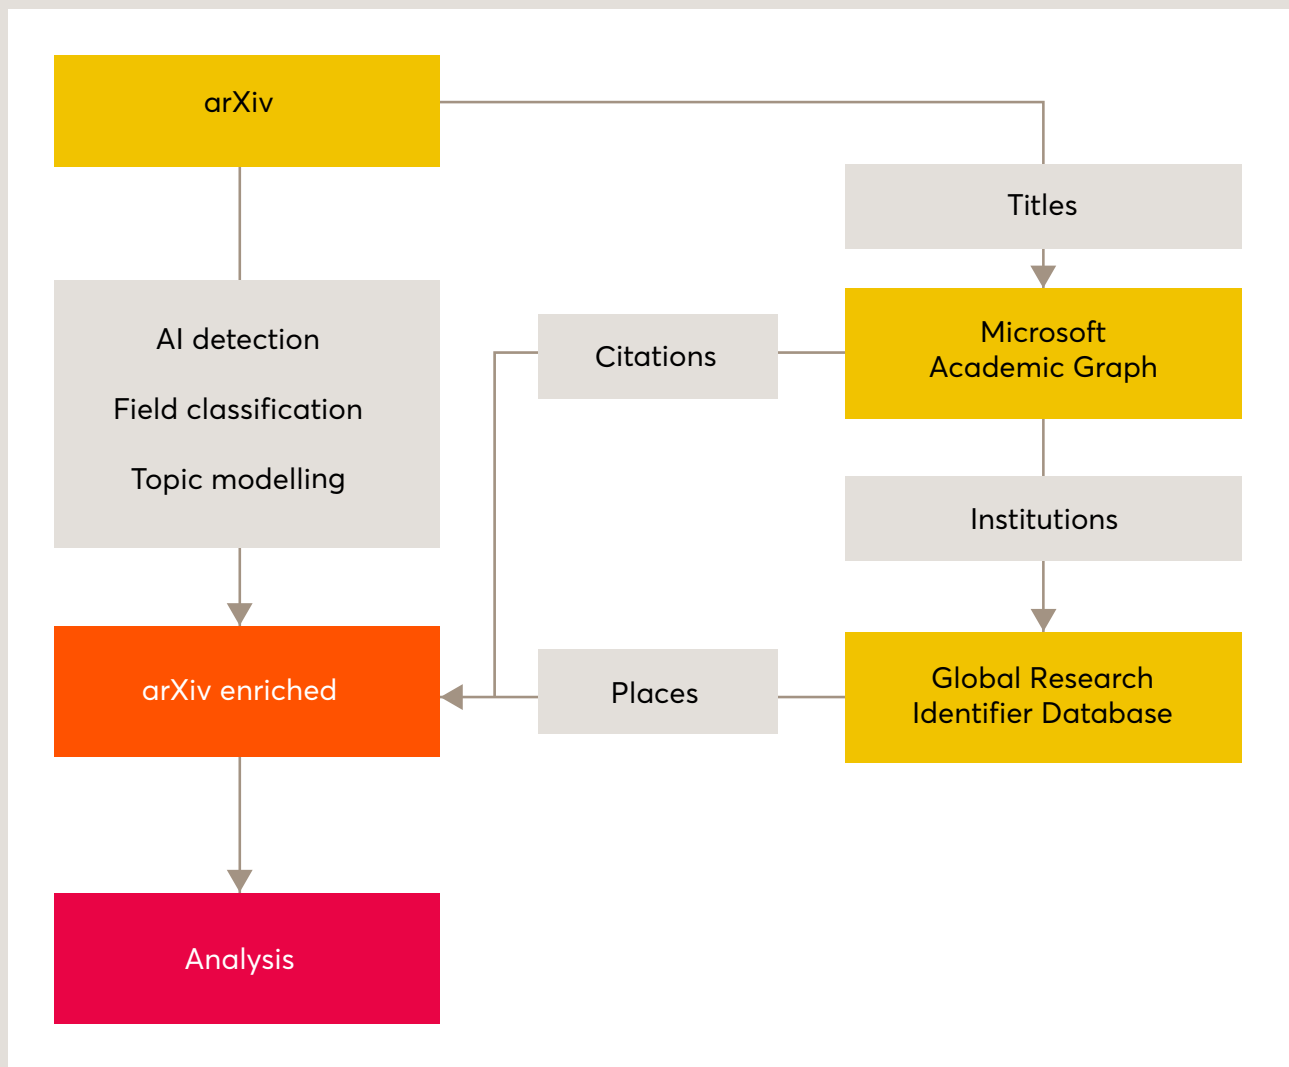 arXiv
Titles
AI detection
Field classification
Topic modelling
Citations
Microsoft
Academic Graph
Institutions
arXiv enriched
Places
Global Research
Identifier Database
Analysis